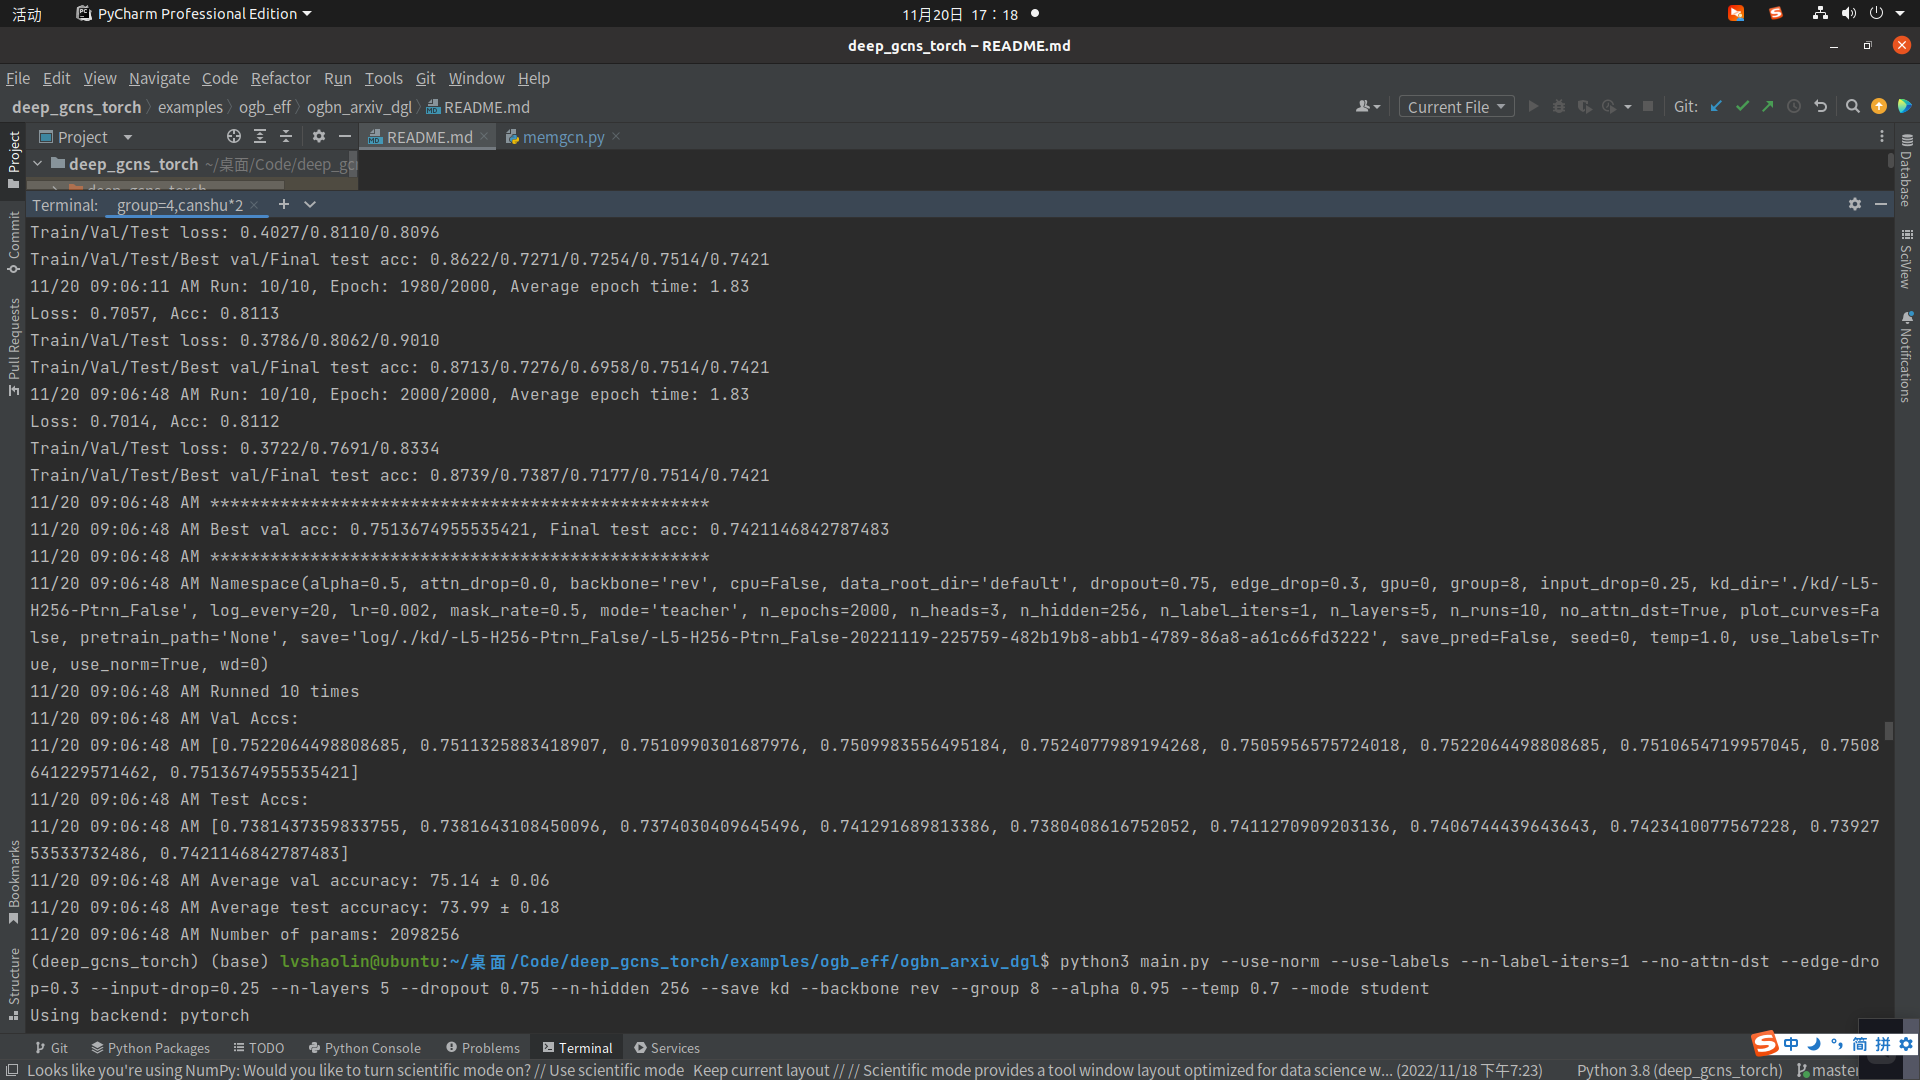 活动 PyCharm Professional Edition 11月20日 17：18
deep_gcns_torch – README.md
File Edit View Navigate Code Refactor Run Tools Git Window Help
deep_gcns_torch examples ogb_eff ogbn_arxiv_dgl README.md Current File Git:
Project README.md memgcn.py
deep_gcns_torch ~/桌面/Code/deep_gc
deep_gcns_torch
Terminal: group=4,canshu*2
Train/Val/Test loss: 0.4027/0.8110/0.8096
Train/Val/Test/Best val/Final test acc: 0.8622/0.7271/0.7254/0.7514/0.7421
11/20 09:06:11 AM Run: 10/10, Epoch: 1980/2000, Average epoch time: 1.83
Loss: 0.7057, Acc: 0.8113
Train/Val/Test loss: 0.3786/0.8062/0.9010
Train/Val/Test/Best val/Final test acc: 0.8713/0.7276/0.6958/0.7514/0.7421
11/20 09:06:48 AM Run: 10/10, Epoch: 2000/2000, Average epoch time: 1.83
Loss: 0.7014, Acc: 0.8112
Train/Val/Test loss: 0.3722/0.7691/0.8334
Train/Val/Test/Best val/Final test acc: 0.8739/0.7387/0.7177/0.7514/0.7421
11/20 09:06:48 AM **************************************************
11/20 09:06:48 AM Best val acc: 0.7513674955535421, Final test acc: 0.7421146842787483
11/20 09:06:48 AM **************************************************
11/20 09:06:48 AM Namespace(alpha=0.5, attn_drop=0.0, backbone='rev', cpu=False, data_root_dir='default', dropout=0.75, edge_drop=0.3, gpu=0, group=8, input_drop=0.25, kd_dir='./kd/-L5-
H256-Ptrn_False', log_every=20, lr=0.002, mask_rate=0.5, mode='teacher', n_epochs=2000, n_heads=3, n_hidden=256, n_label_iters=1, n_layers=5, n_runs=10, no_attn_dst=True, plot_curves=Fa
lse, pretrain_path='None', save='log/./kd/-L5-H256-Ptrn_False/-L5-H256-Ptrn_False-20221119-225759-482b19b8-abb1-4789-86a8-a61c66fd3222', save_pred=False, seed=0, temp=1.0, use_labels=Tr
ue, use_norm=True, wd=0)
11/20 09:06:48 AM Runned 10 times
11/20 09:06:48 AM Val Accs:
11/20 09:06:48 AM [0.7522064498808685, 0.7511325883418907, 0.7510990301687976, 0.7509983556495184, 0.7524077989194268, 0.7505956575724018, 0.7522064498808685, 0.7510654719957045, 0.7508
641229571462, 0.7513674955535421]
11/20 09:06:48 AM Test Accs:
11/20 09:06:48 AM [0.7381437359833755, 0.7381643108450096, 0.7374030409645496, 0.741291689813386, 0.7380408616752052, 0.7411270909203136, 0.7406744439643643, 0.7423410077567228, 0.73927
53533732486, 0.7421146842787483]
11/20 09:06:48 AM Average val accuracy: 75.14 ± 0.06
11/20 09:06:48 AM Average test accuracy: 73.99 ± 0.18
11/20 09:06:48 AM Number of params: 2098256
(deep_gcns_torch) (base) lvshaolin@ubuntu:~/桌面/Code/deep_gcns_torch/examples/ogb_eff/ogbn_arxiv_dgl$ python3 main.py --use-norm --use-labels --n-label-iters=1 --no-attn-dst --edge-dro
p=0.3 --input-drop=0.25 --n-layers 5 --dropout 0.75 --n-hidden 256 --save kd --backbone rev --group 8 --alpha 0.95 --temp 0.7 --mode student
Using backend: pytorch
Project
Commit
Pull Requests
Bookmarks
Structure
Database
SciView
Notifications
Git Python Packages TODO Python Console Problems Terminal Services
中 简 拼
Looks like you're using NumPy: Would you like to turn scientific mode on? // Use scientific mode Keep current layout // // Scientific mode provides a tool window layout optimized for data science w... (2022/11/18 下午7:23) Python 3.8 (deep_gcns_torch) master